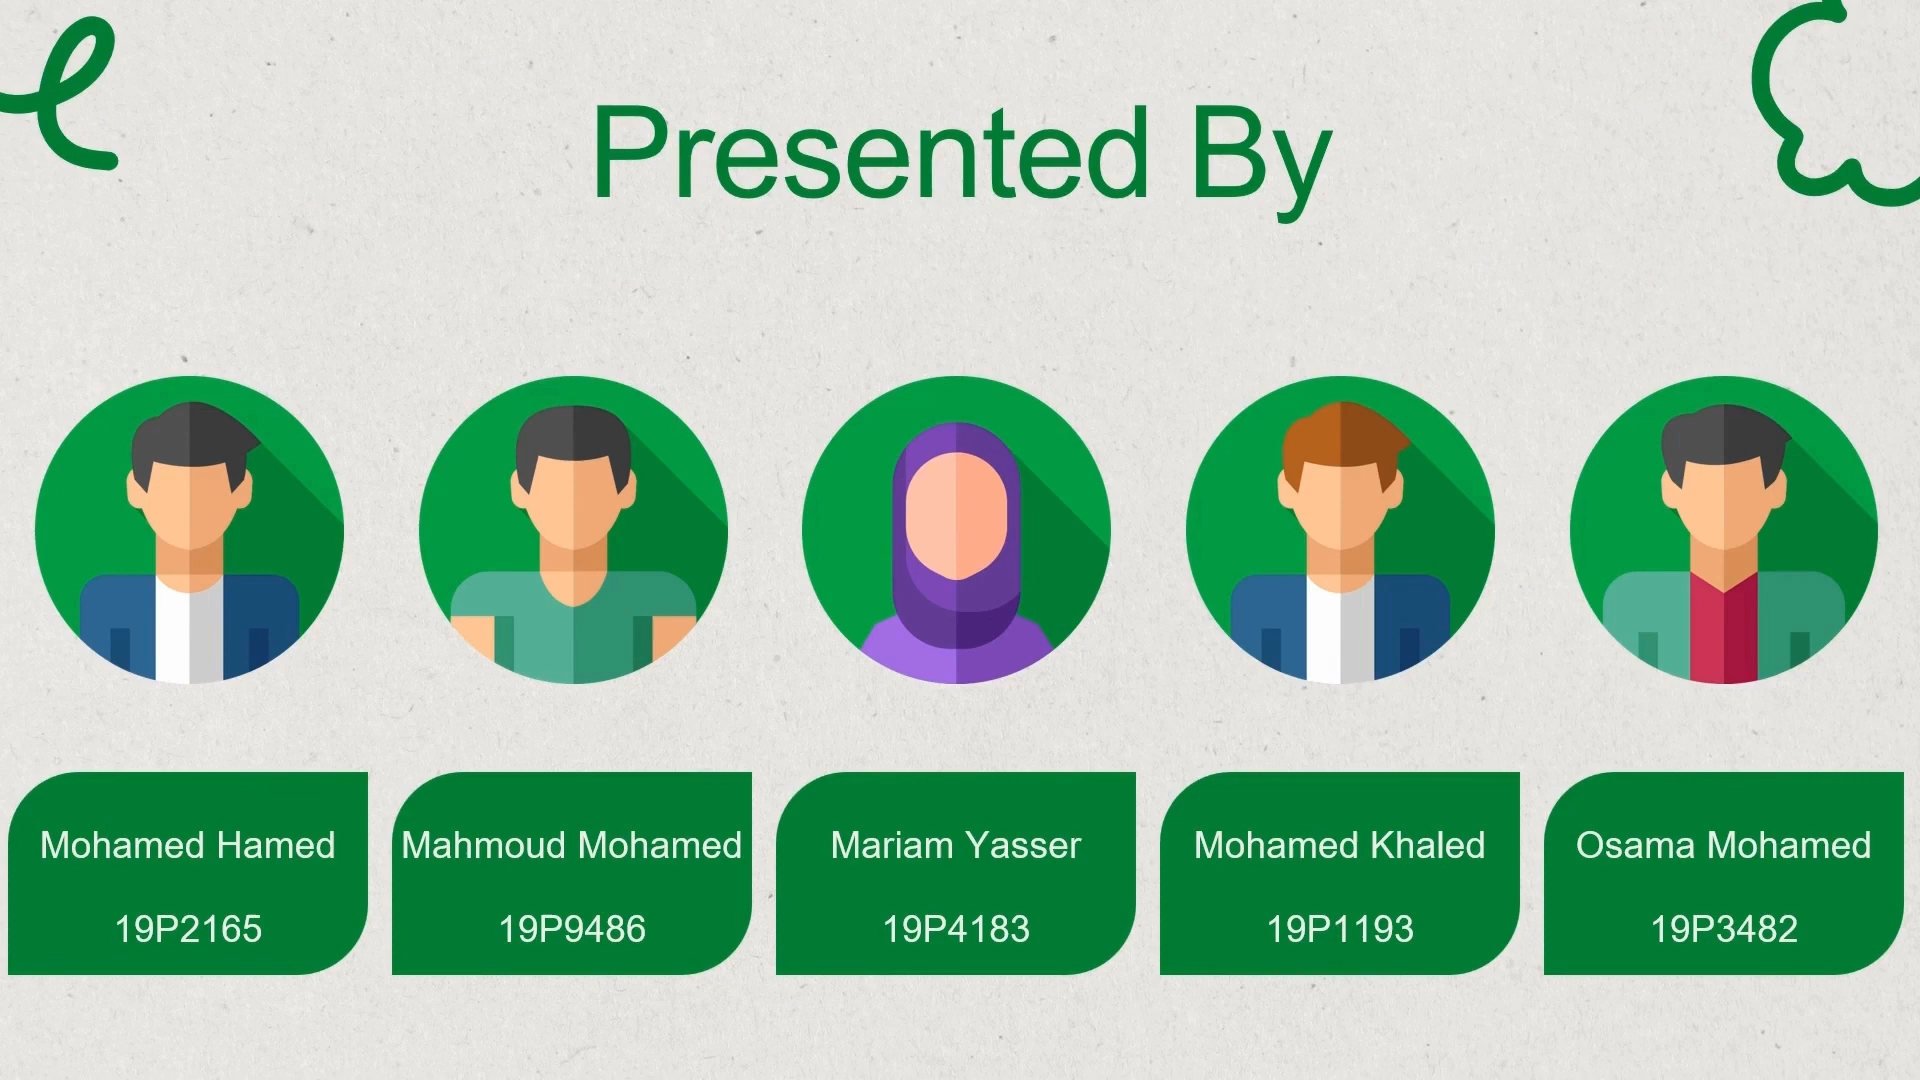 Presented By
Mohamed Hamed
19P2165
Mahmoud Mohamed
19P9486
Mariam Yasser
19P4183
Mohamed Khaled
19P1193
Osama Mohamed
19P3482